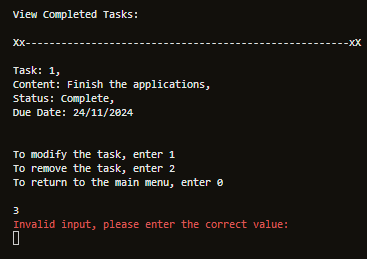 View Completed Tasks:
Xx----------------------------------------------------xX
Task: 1,
Content: Finish the applications,
Status: Complete,
Due Date: 24/11/2024
To modify the task, enter 1
To remove the task, enter 2
To return to the main menu, enter 0
3
Invalid input, please enter the correct value: